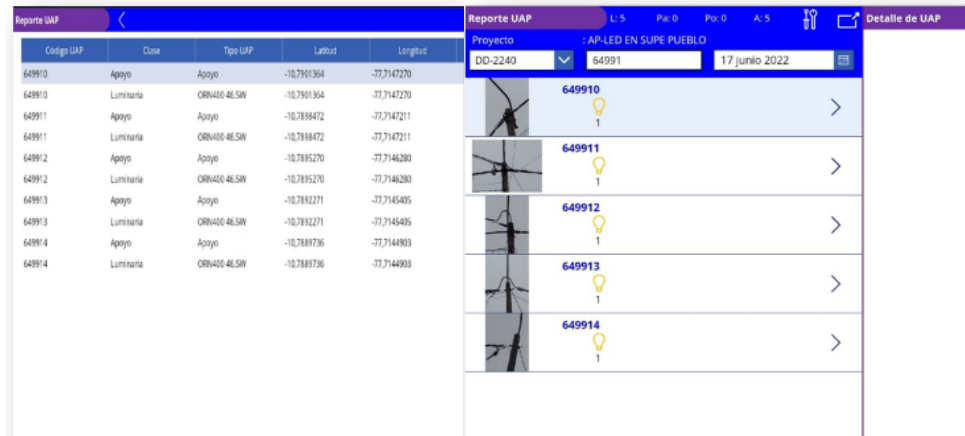 Reporte UAP
Código UAP Clase Tipo UAP Latitud Longitud
649910 Apoyo Apoyo -10,7901364 -77,7147270
649910 Luminaria ORN400 46.5W -10,7901364 -77,7147270
649911 Apoyo Apoyo -10,7898472 -77,7147211
649911 Luminaria ORN400 46.5W -10,7898472 -77,7147211
649912 Apoyo Apoyo -10,7895270 -77,7146280
649912 Luminaria ORN400 46.5W -10,7895270 -77,7146280
649913 Apoyo Apoyo -10,7892271 -77,7145405
649913 Luminaria ORN400 46.5W -10,7892271 -77,7145405
649914 Apoyo Apoyo -10,7889736 -77,7144903
649914 Luminaria ORN400 46.5W -10,7889736 -77,7144903
Reporte UAP L: 5 Pa: 0 Po: 0 A: 5
Proyecto : AP-LED EN SUPE PUEBLO
DD-2240 64991 17 junio 2022
649910
1
649911
1
649912
1
649913
1
649914
1
Detalle de UAP